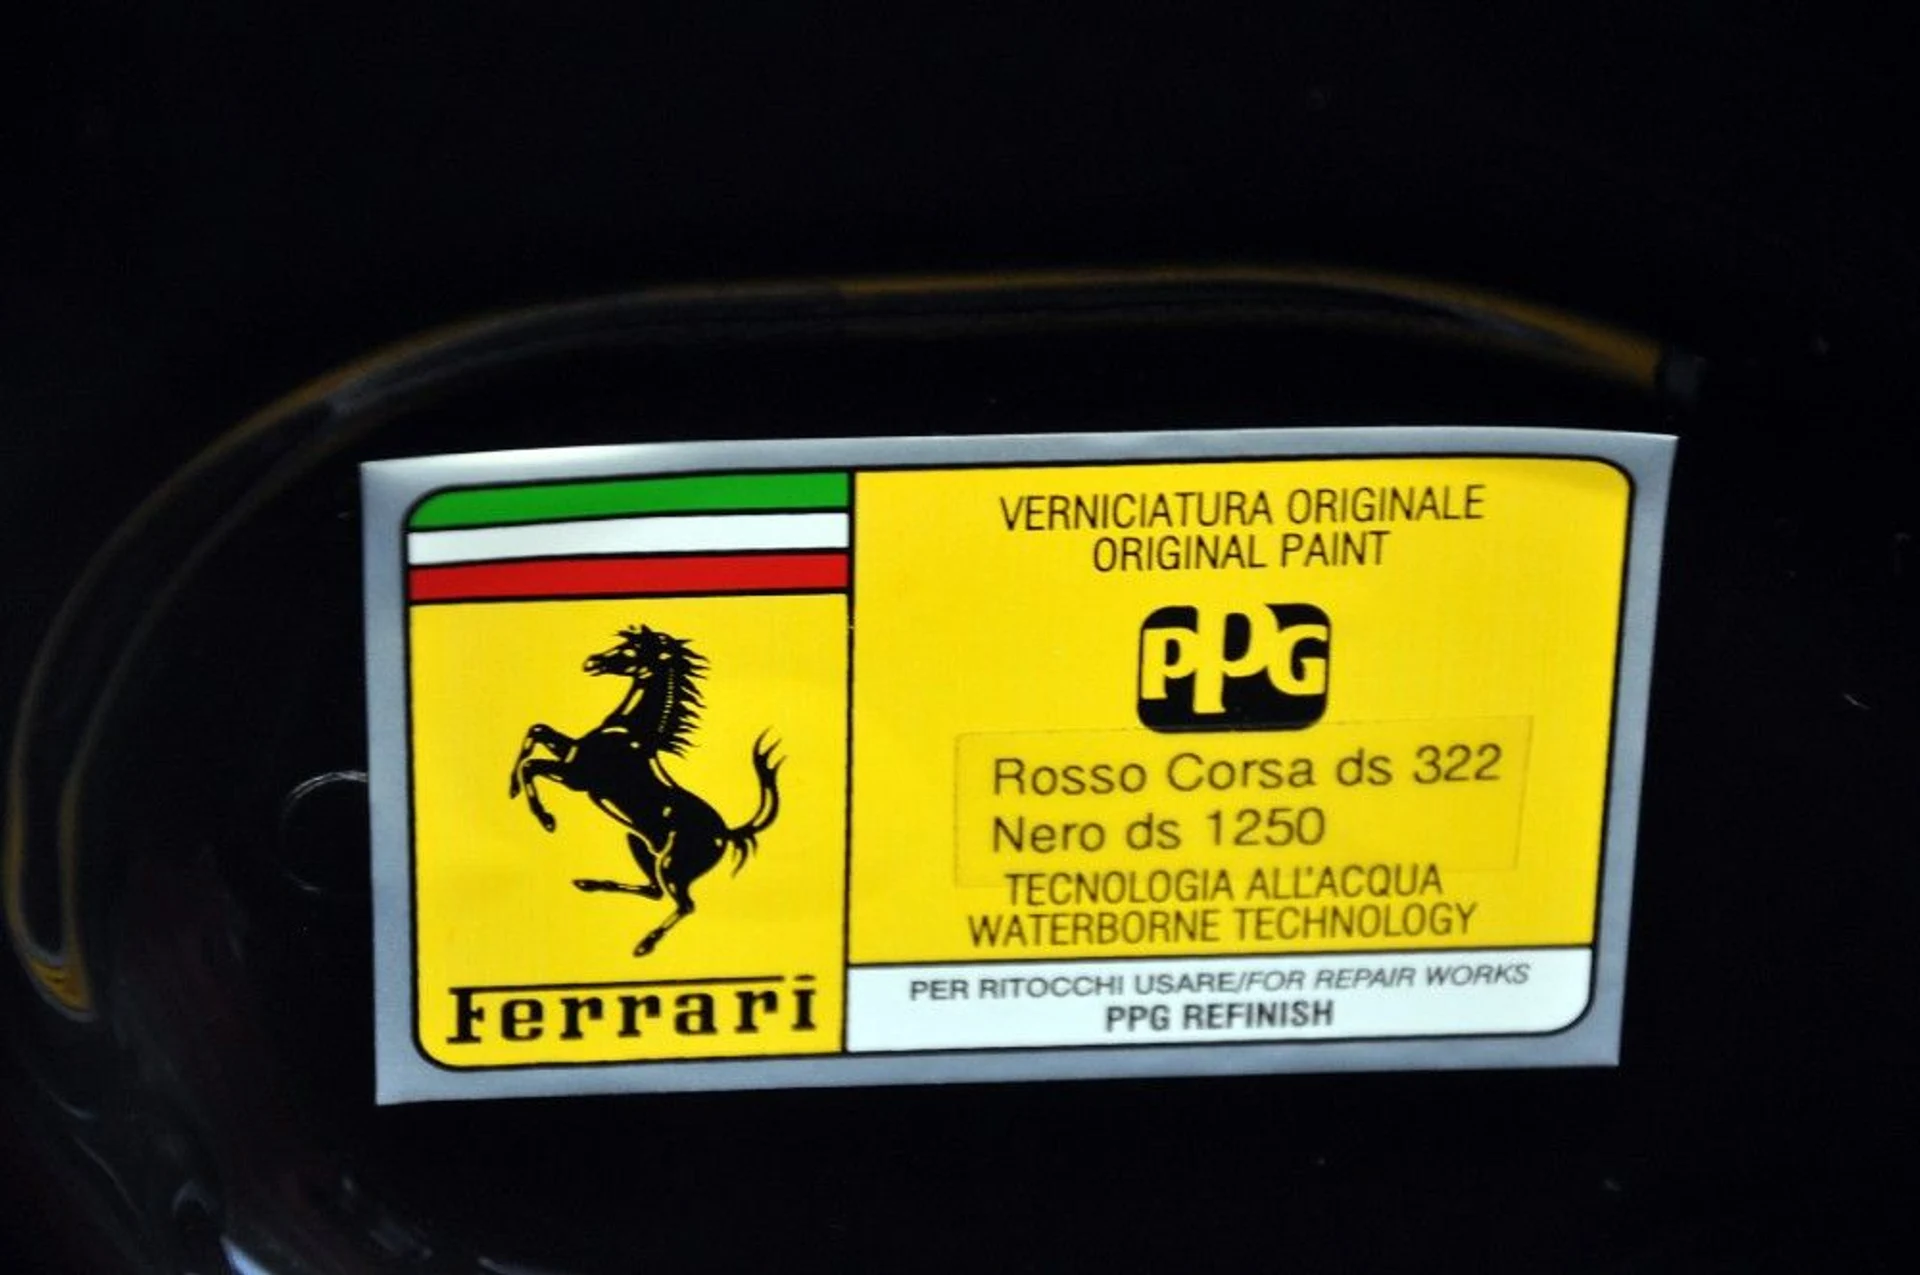 Ferrari
VERNICIATURA ORIGINALE
ORIGINAL PAINT
PPG
Rosso Corsa ds 322
Nero ds 1250
TECNOLOGIA ALL'ACQUA
WATERBORNE TECHNOLOGY
PER RITOCCHI USARE/FOR REPAIR WORKS
PPG REFINISH